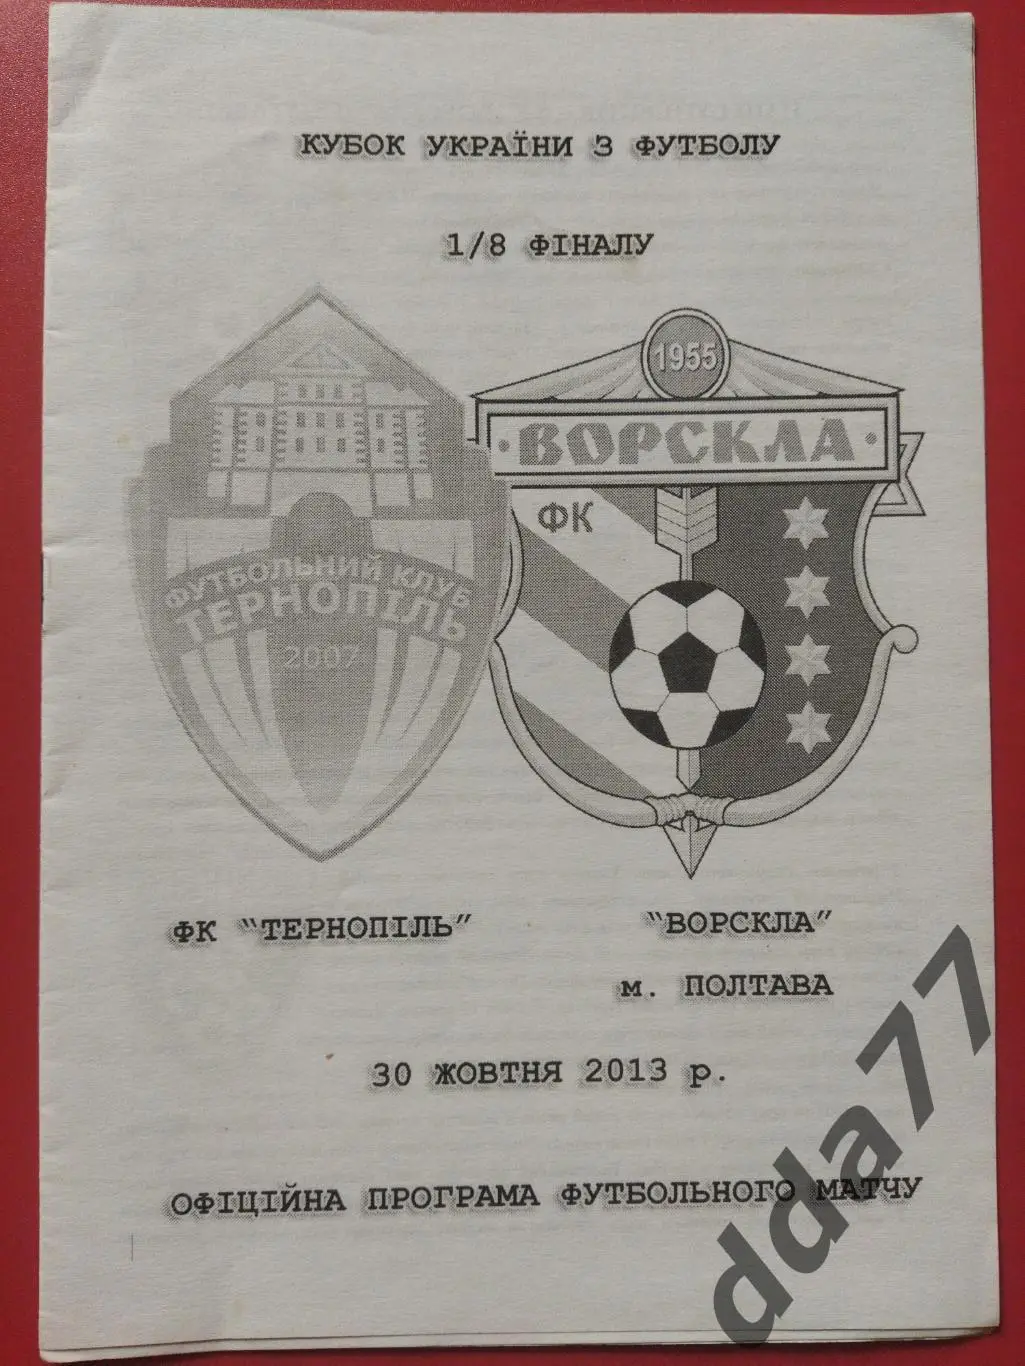 КУБОК УКРАЇНИ З ФУТБОЛУ
1/8 ФІНАЛУ
1955
·ВОРСКЛА·
ФК
ФУТБОЛЬНИЙ КЛУБ
ТЕРНОПІЛЬ
2007
ФК “ТЕРНОПІЛЬ”
“ВОРСКЛА”
м. ПОЛТАВА
30 ЖОВТНЯ 2013 р.
ОФІЦІЙНА ПРОГРАМА ФУТБОЛЬНОГО МАТЧУ
dda77